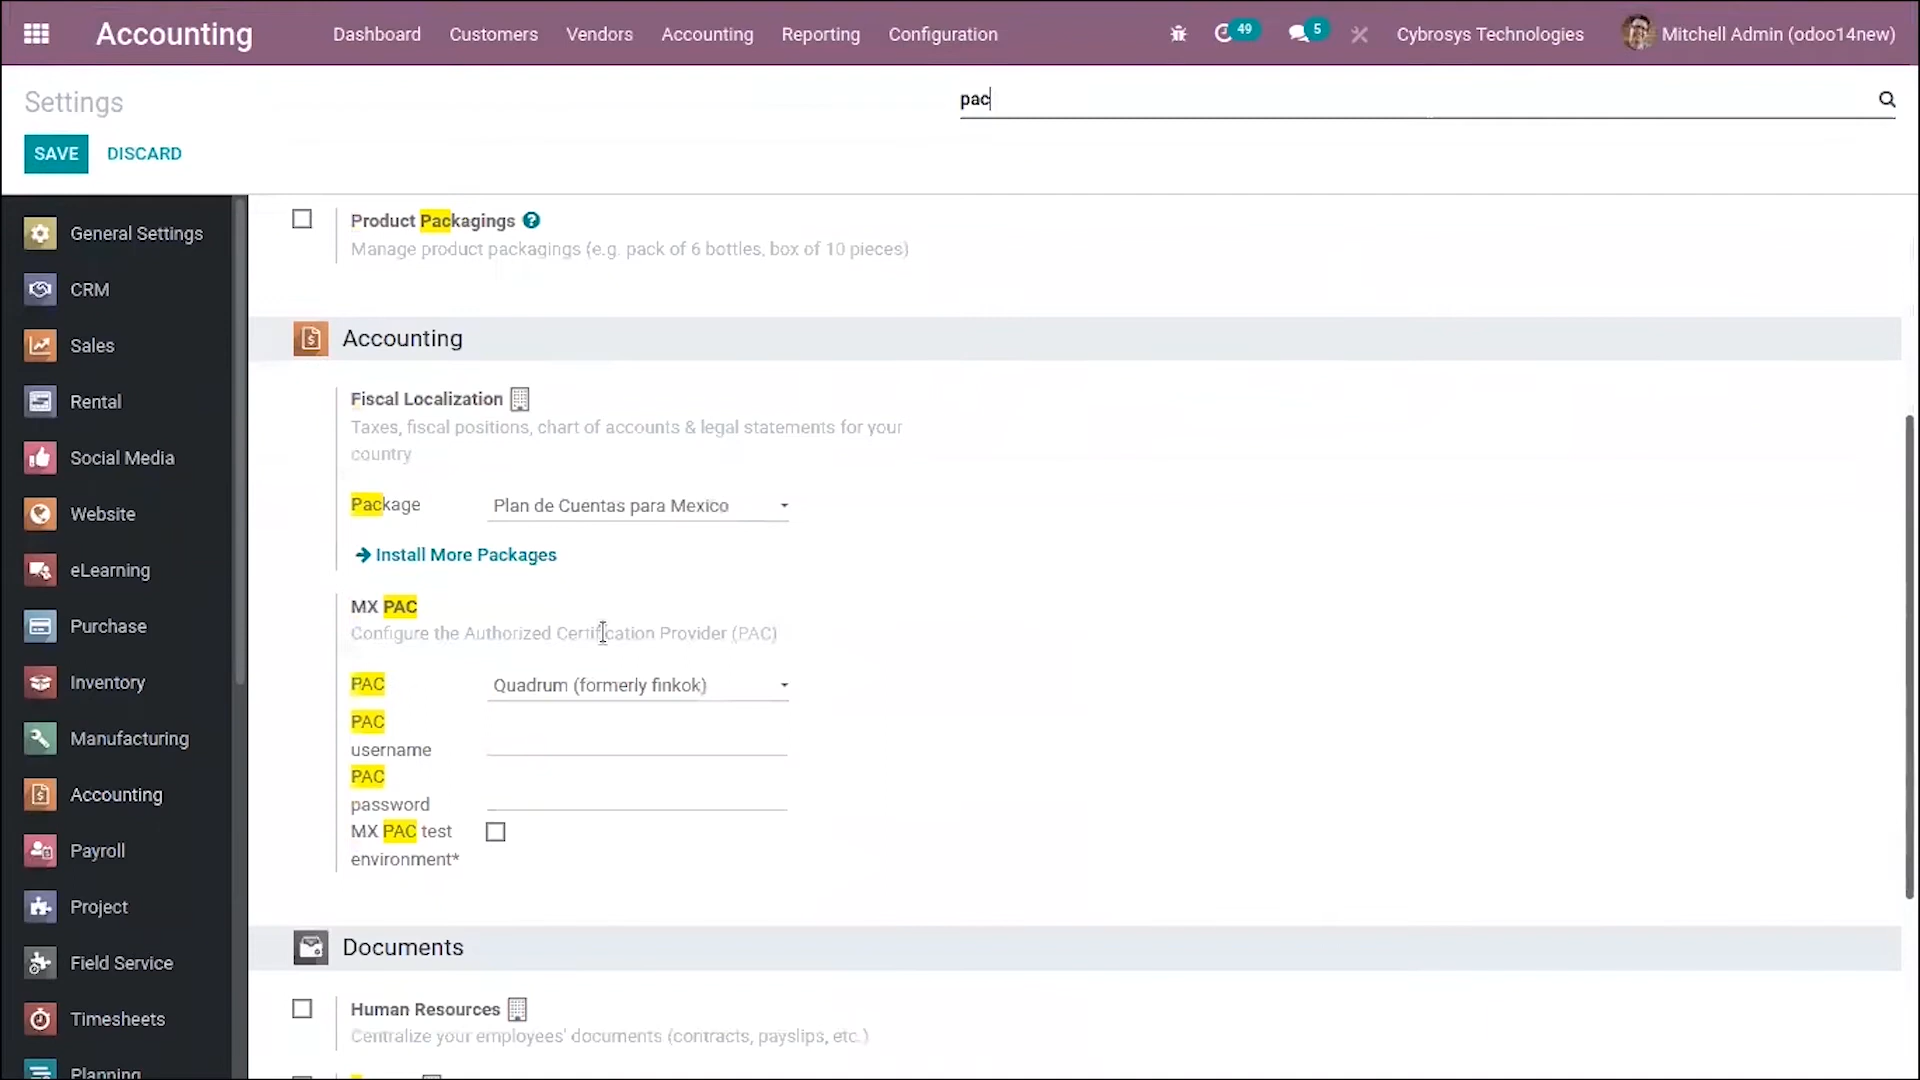 Accounting Dashboard Customers Vendors Accounting Reporting Configuration 49 5 Cybrosys Technologies Mitchell Admin (odoo14new)
Settings
pac
SAVE DISCARD
General Settings
CRM
Sales
Rental
Social Media
Website
eLearning
Purchase
Inventory
Manufacturing
Accounting
Payroll
Project
Field Service
Timesheets
Planning
Product Packagings
Manage product packagings (e.g. pack of 6 bottles, box of 10 pieces)
Accounting
Fiscal Localization
Taxes, fiscal positions, chart of accounts & legal statements for your
country
Package Plan de Cuentas para Mexico
Install More Packages
MX PAC
Configure the Authorized Certification Provider (PAC)
PAC Quadrum (formerly finkok)
PAC
username
PAC
password
MX PAC test
environment*
Documents
Human Resources
Centralize your employees' documents (contracts, payslips, etc.)